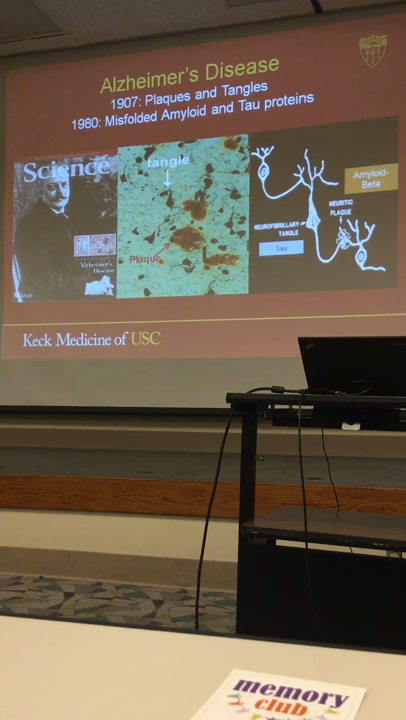 Alzheimer's Disease
1907: Plaques and Tangles
1980: Misfolded Amyloid and Tau proteins
Science
Alzheimer's
Disease
AAAS
tangle
Plaque
Amyloid-
Beta
NEURITIC
PLAQUE
NEUROFIBRILLARY
TANGLE
Tau
Keck Medicine of USC
memory
club